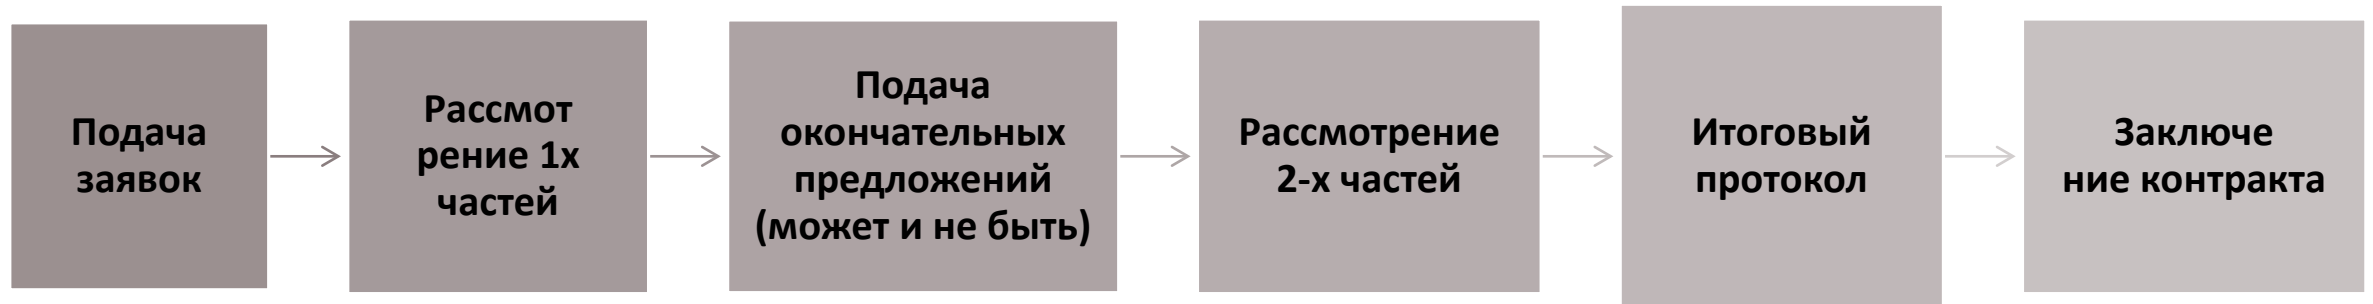 Подача
заявок
Рассмот
рение 1х
частей
Подача
окончательных
предложений
(может и не быть)
Рассмотрение
2-х частей
Итоговый
протокол
Заключе
ние контракта